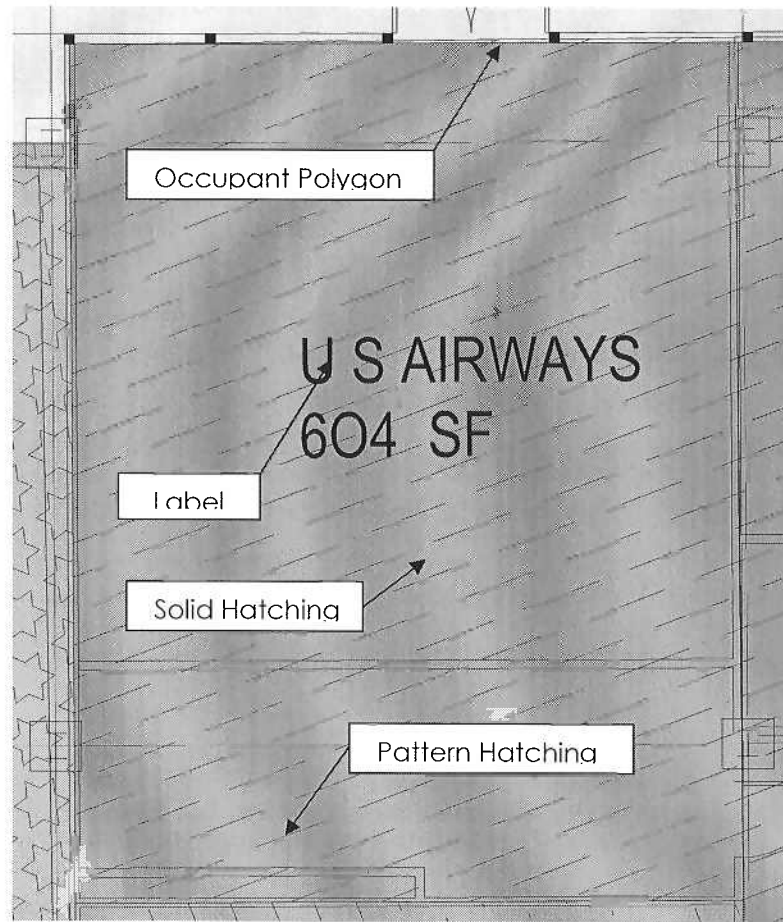 Occupant Polygon
U S AIRWAYS
604 SF
Label
Solid Hatching
Pattern Hatching